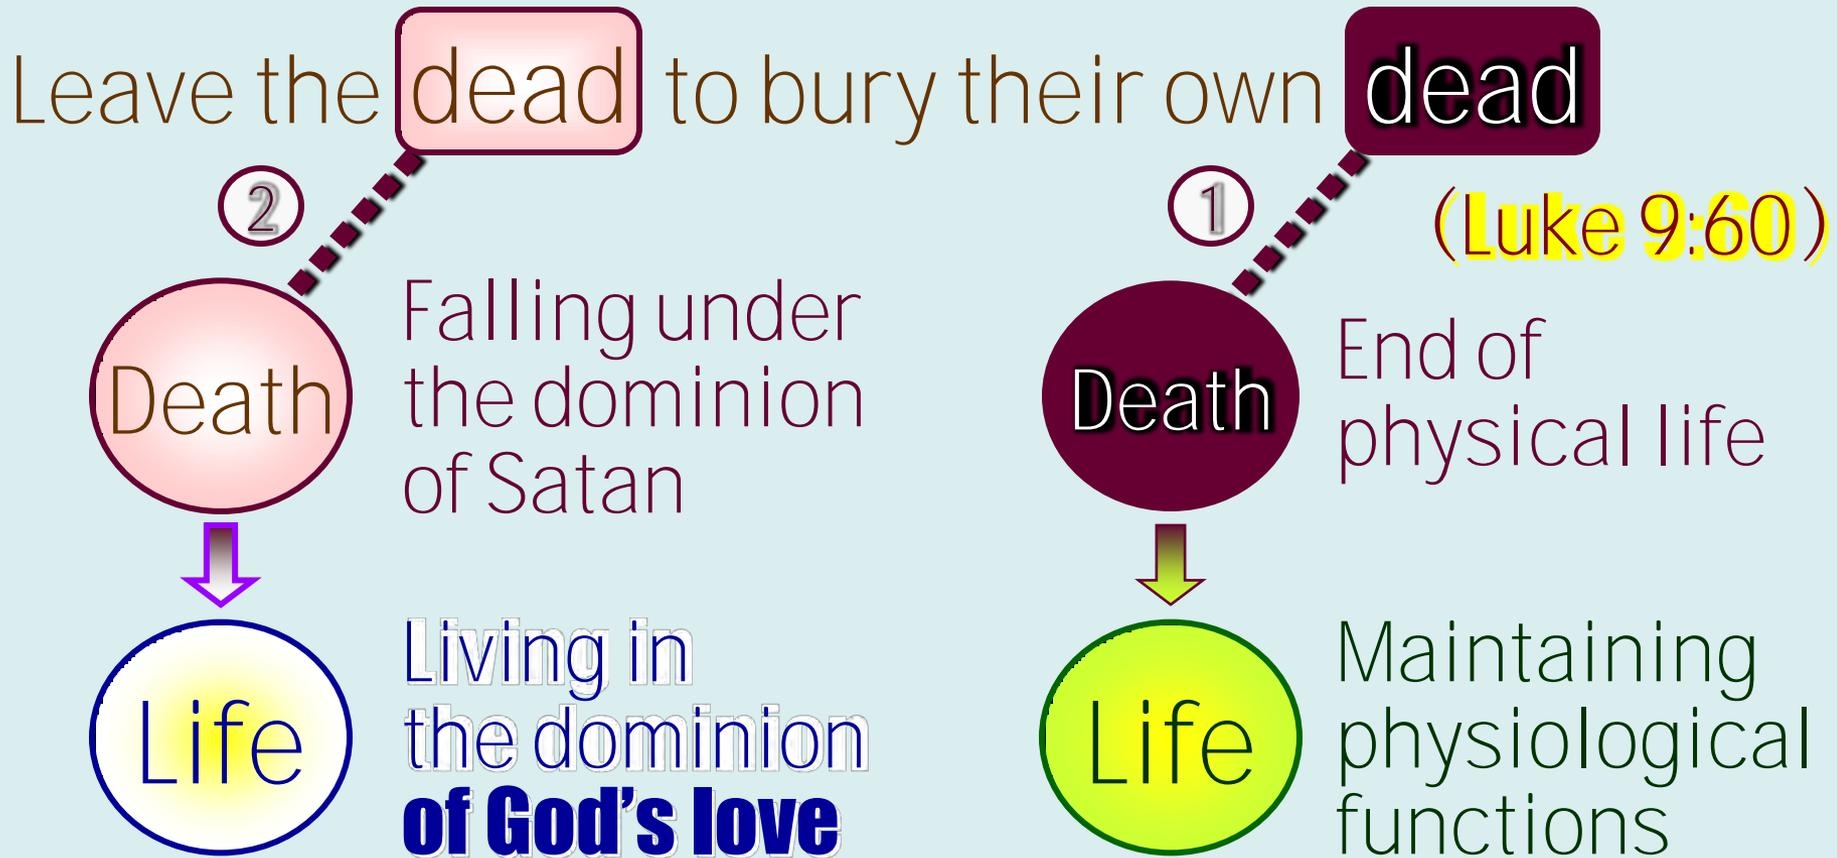 Leave the dead to bury their own dead
(Luke 9:60)
2
Death
Falling under
the dominion
of Satan
Life
Living in
the dominion
of God's love
1
Death
End of
physical life
Life
Maintaining
physiological
functions